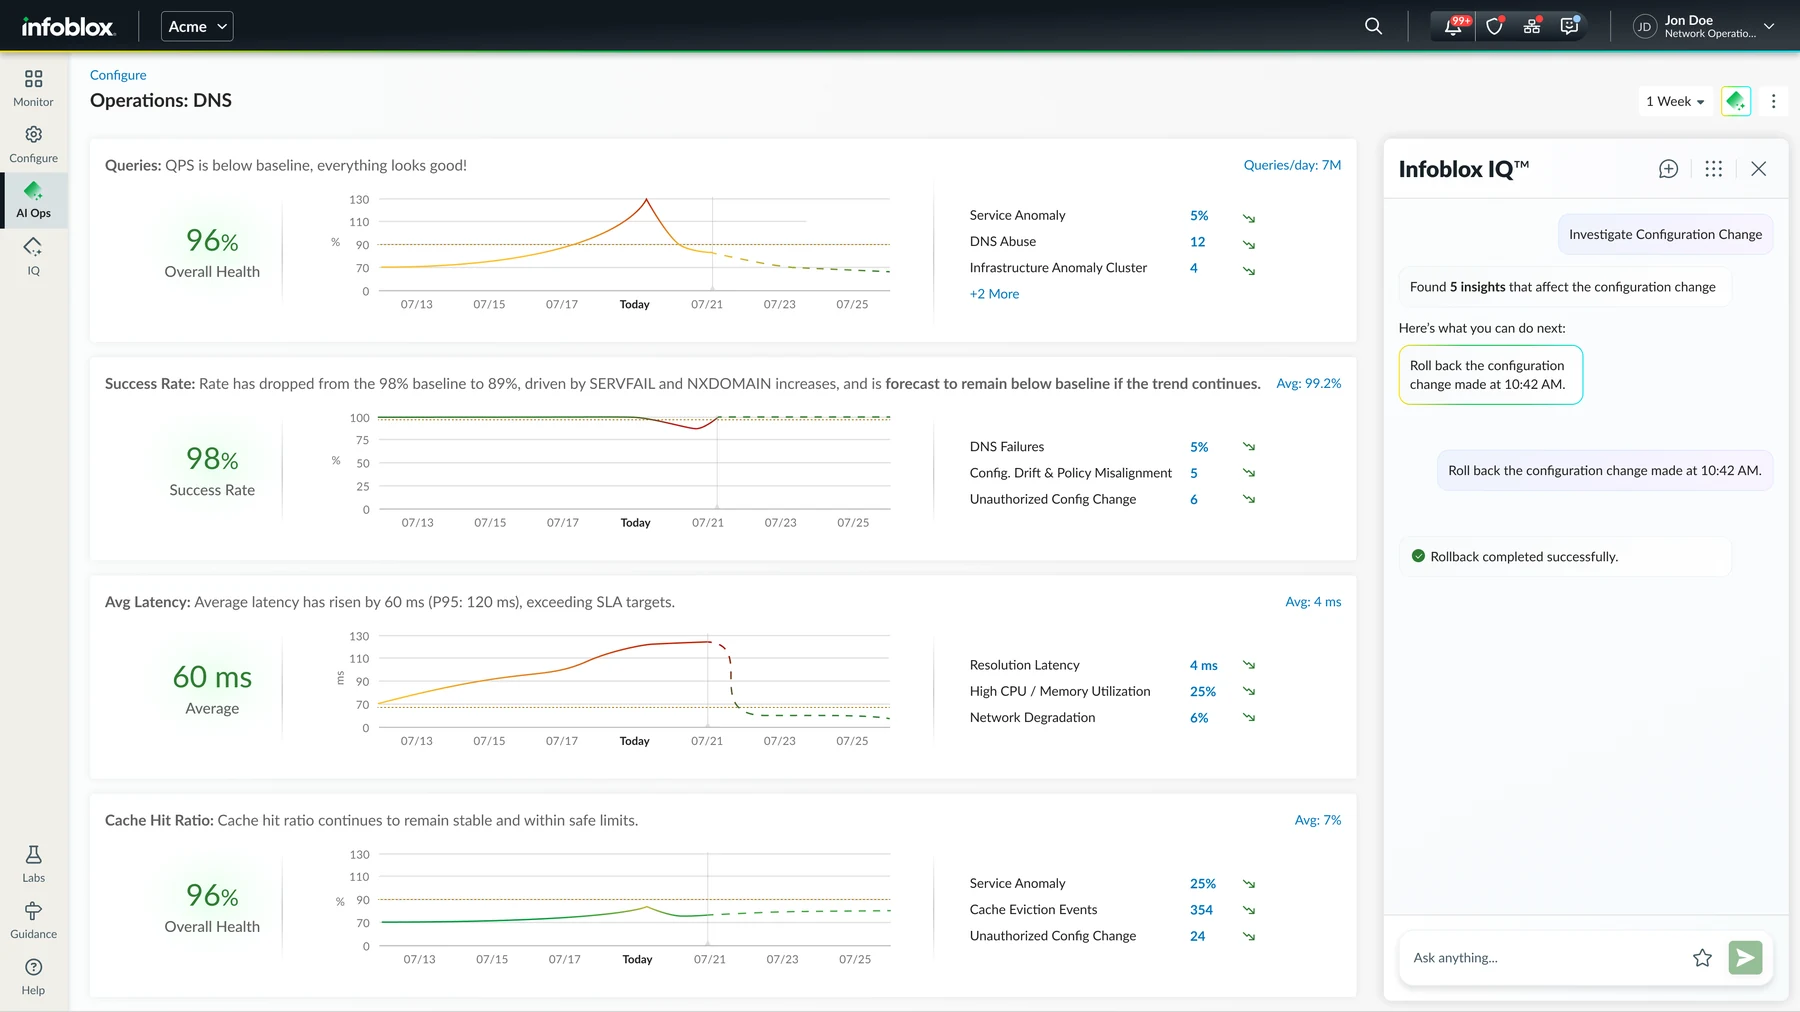 infoblox.
Acme
99+
JD
Jon Doe
Network Operatio...
Monitor
Configure
AI Ops
IQ
Labs
Guidance
Help
Configure
Operations: DNS
1 Week
Queries: QPS is below baseline, everything looks good!
Queries/day: 7M
96%
Overall Health
%
130
110
90
70
0
07/13 07/15 07/17 Today 07/21 07/23 07/25
Service Anomaly 5%
DNS Abuse 12
Infrastructure Anomaly Cluster 4
+2 More
Success Rate: Rate has dropped from the 98% baseline to 89%, driven by SERVFAIL and NXDOMAIN increases, and is forecast to remain below baseline if the trend continues.
Avg: 99.2%
98%
Success Rate
%
100
75
50
25
0
07/13 07/15 07/17 Today 07/21 07/23 07/25
DNS Failures 5%
Config. Drift & Policy Misalignment 5
Unauthorized Config Change 6
Avg Latency: Average latency has risen by 60 ms (P95: 120 ms), exceeding SLA targets.
Avg: 4 ms
60 ms
Average
ms
130
110
90
70
0
07/13 07/15 07/17 Today 07/21 07/23 07/25
Resolution Latency 4 ms
High CPU / Memory Utilization 25%
Network Degradation 6%
Cache Hit Ratio: Cache hit ratio continues to remain stable and within safe limits.
Avg: 7%
96%
Overall Health
%
130
110
90
70
0
07/13 07/15 07/17 Today 07/21 07/23 07/25
Service Anomaly 25%
Cache Eviction Events 354
Unauthorized Config Change 24
Infoblox IQ™
Investigate Configuration Change
Found 5 insights that affect the configuration change
Here's what you can do next:
Roll back the configuration
change made at 10:42 AM.
Roll back the configuration change made at 10:42 AM.
Rollback completed successfully.
Ask anything...